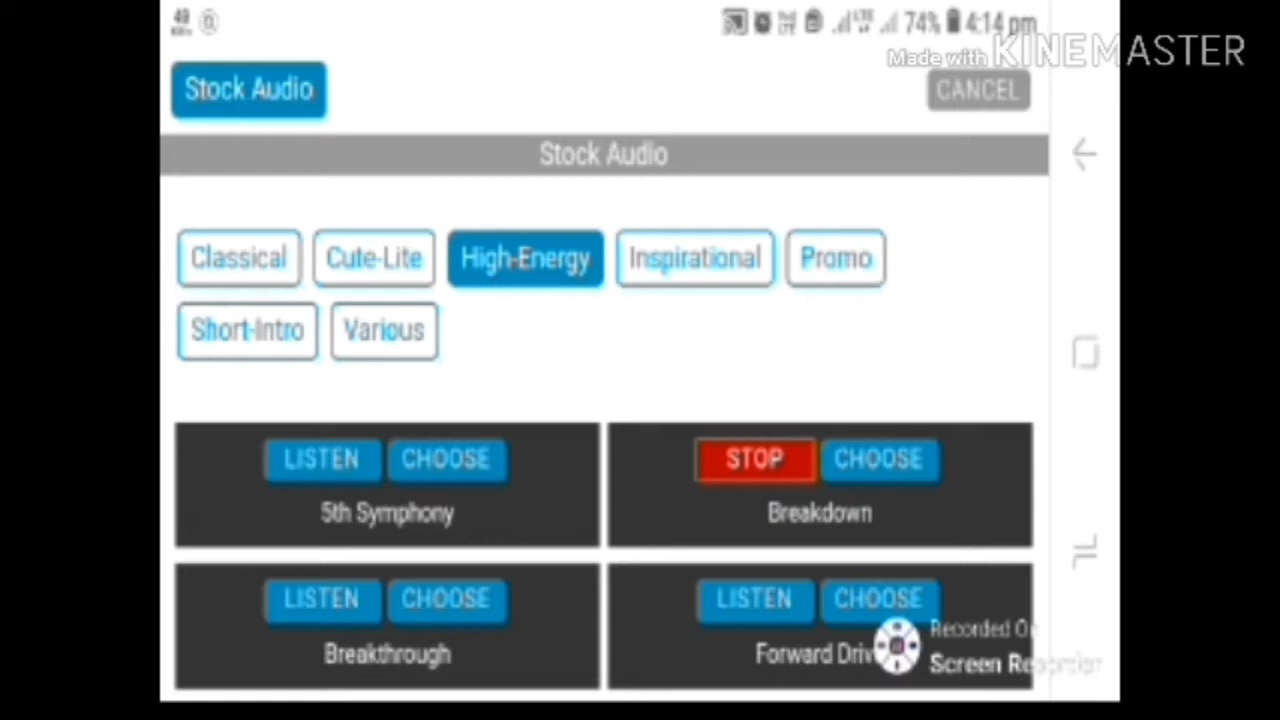 74% 4:14 pm
Made with KINEMASTER
Stock Audio CANCEL
Stock Audio
Classical Cute-Lite High-Energy Inspirational Promo
Short-Intro Various
LISTEN CHOOSE STOP CHOOSE
5th Symphony Breakdown
LISTEN CHOOSE LISTEN CHOOSE
Recorded On
Breakthrough Forward Driv
Screen Recorder